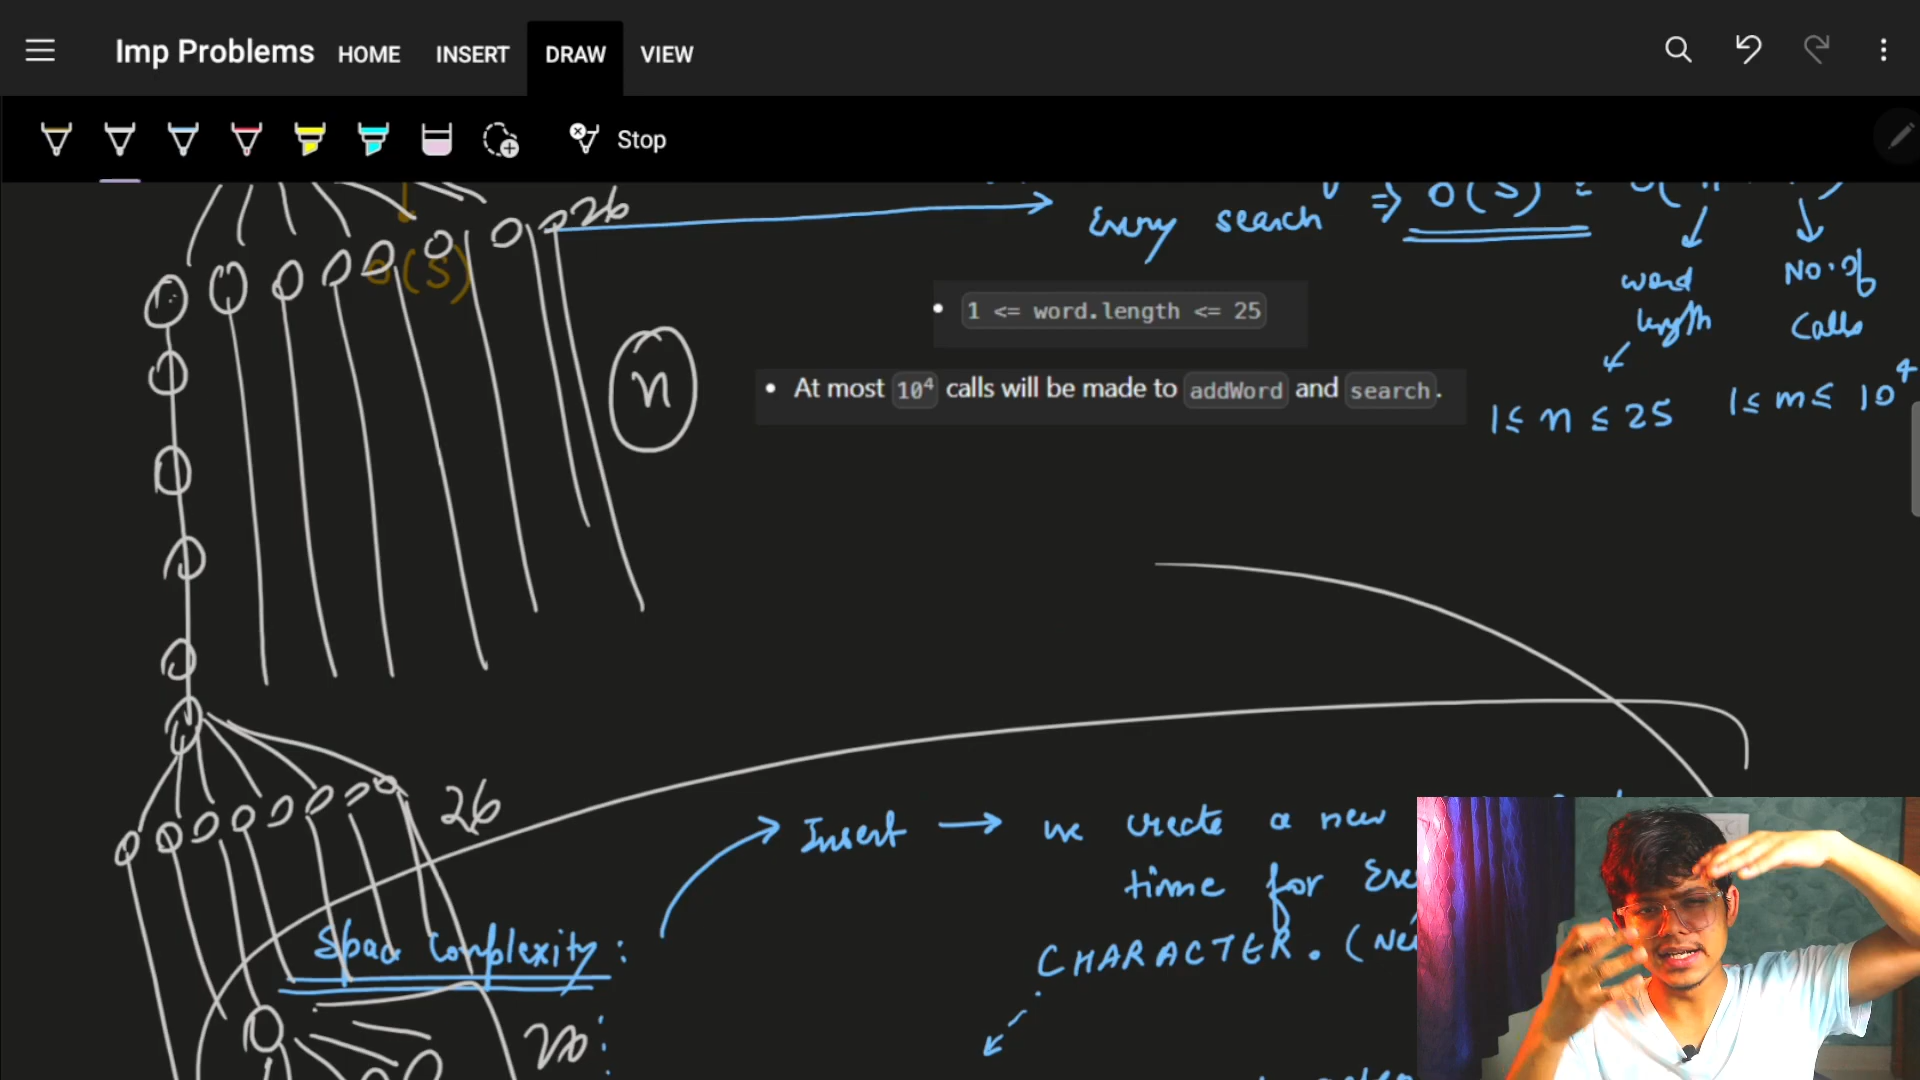 Imp Problems HOME INSERT DRAW VIEW
Stop
26
O(S)
Every search => O(S) =
word length
No. of Calls
1 <= word.length <= 25
At most 10⁴ calls will be made to addWord and search.
1 ≤ n ≤ 25
1 ≤ m ≤ 10⁴
n
26
Insert → we create a new
time for
CHARACTER.
Space Complexity :